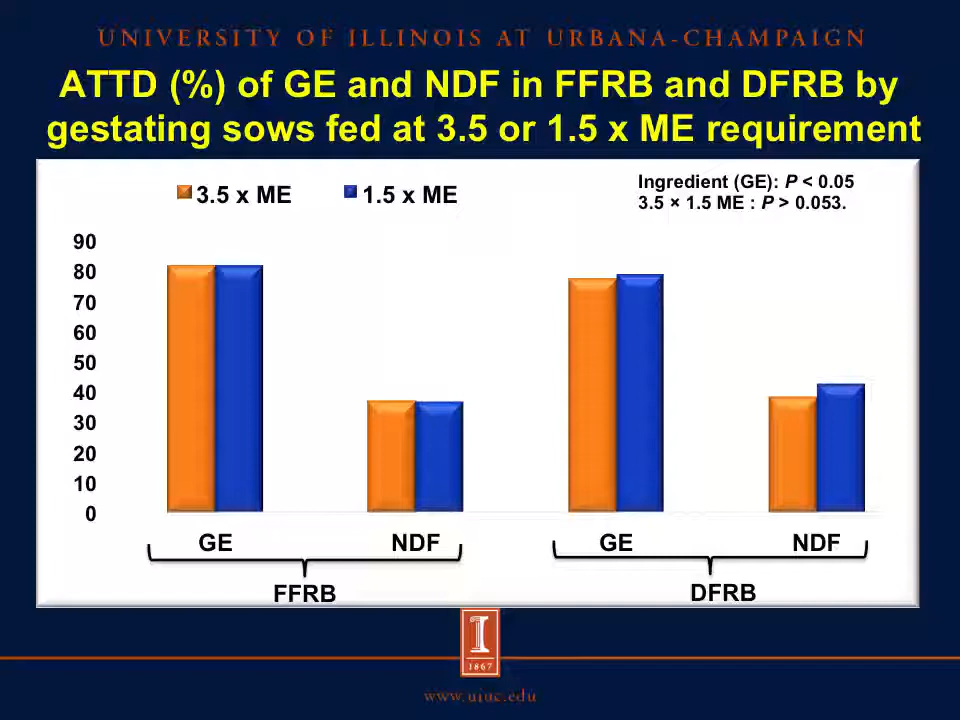 UNIVERSITY OF ILLINOIS AT URBANA-CHAMPAIGN
ATTD (%) of GE and NDF in FFRB and DFRB by
gestating sows fed at 3.5 or 1.5 x ME requirement
3.5 x ME
1.5 x ME
Ingredient (GE): P < 0.05
3.5 × 1.5 ME : P > 0.053.
90
80
70
60
50
40
30
20
10
0
GE
NDF
GE
NDF
FFRB
DFRB
I
1867
www.uiuc.edu